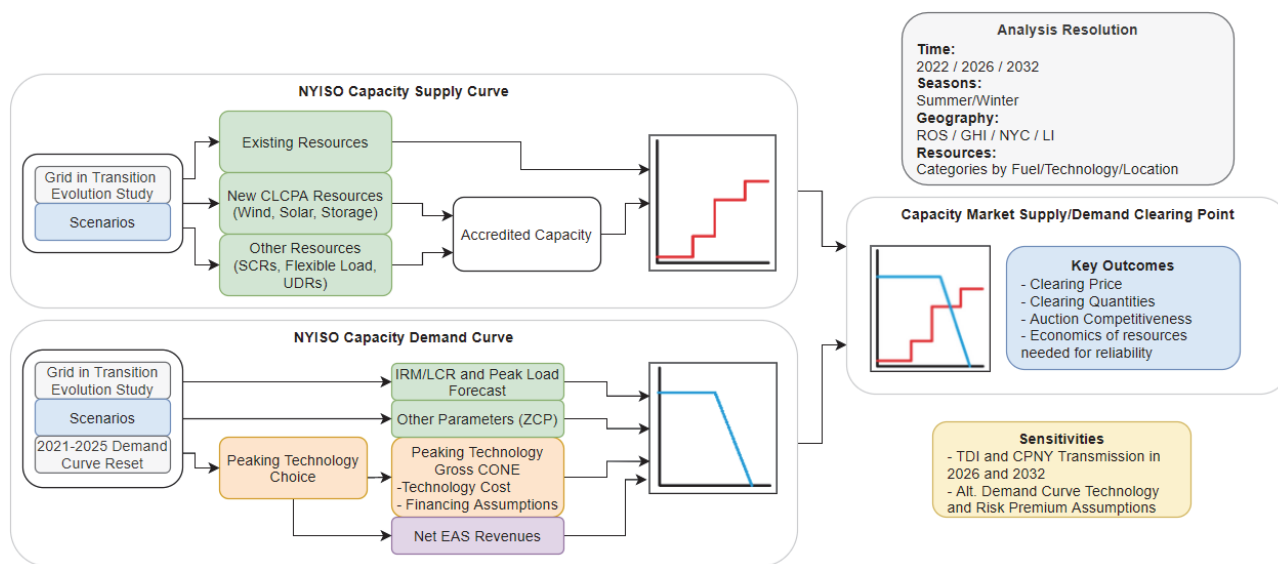 Analysis Resolution
Time:
2022 / 2026 / 2032
Seasons:
Summer/Winter
Geography:
ROS / GHI / NYC / LI
Resources:
Categories by Fuel/Technology/Location
NYISO Capacity Supply Curve
Grid in Transition
Evolution Study
Scenarios
Existing Resources
New CLCPA Resources
(Wind, Solar, Storage)
Other Resources
(SCRs, Flexible Load,
UDRs)
Accredited Capacity
NYISO Capacity Demand Curve
Grid in Transition
Evolution Study
Scenarios
2021-2025 Demand
Curve Reset
Peaking Technology
Choice
IRM/LCR and Peak Load
Forecast
Other Parameters (ZCP)
Peaking Technology
Gross CONE
-Technology Cost
- Financing Assumptions
Net EAS Revenues
Capacity Market Supply/Demand Clearing Point
Key Outcomes
- Clearing Price
- Clearing Quantities
- Auction Competitiveness
- Economics of resources
needed for reliability
Sensitivities
- TDI and CPNY Transmission in
2026 and 2032
- Alt. Demand Curve Technology
and Risk Premium Assumptions